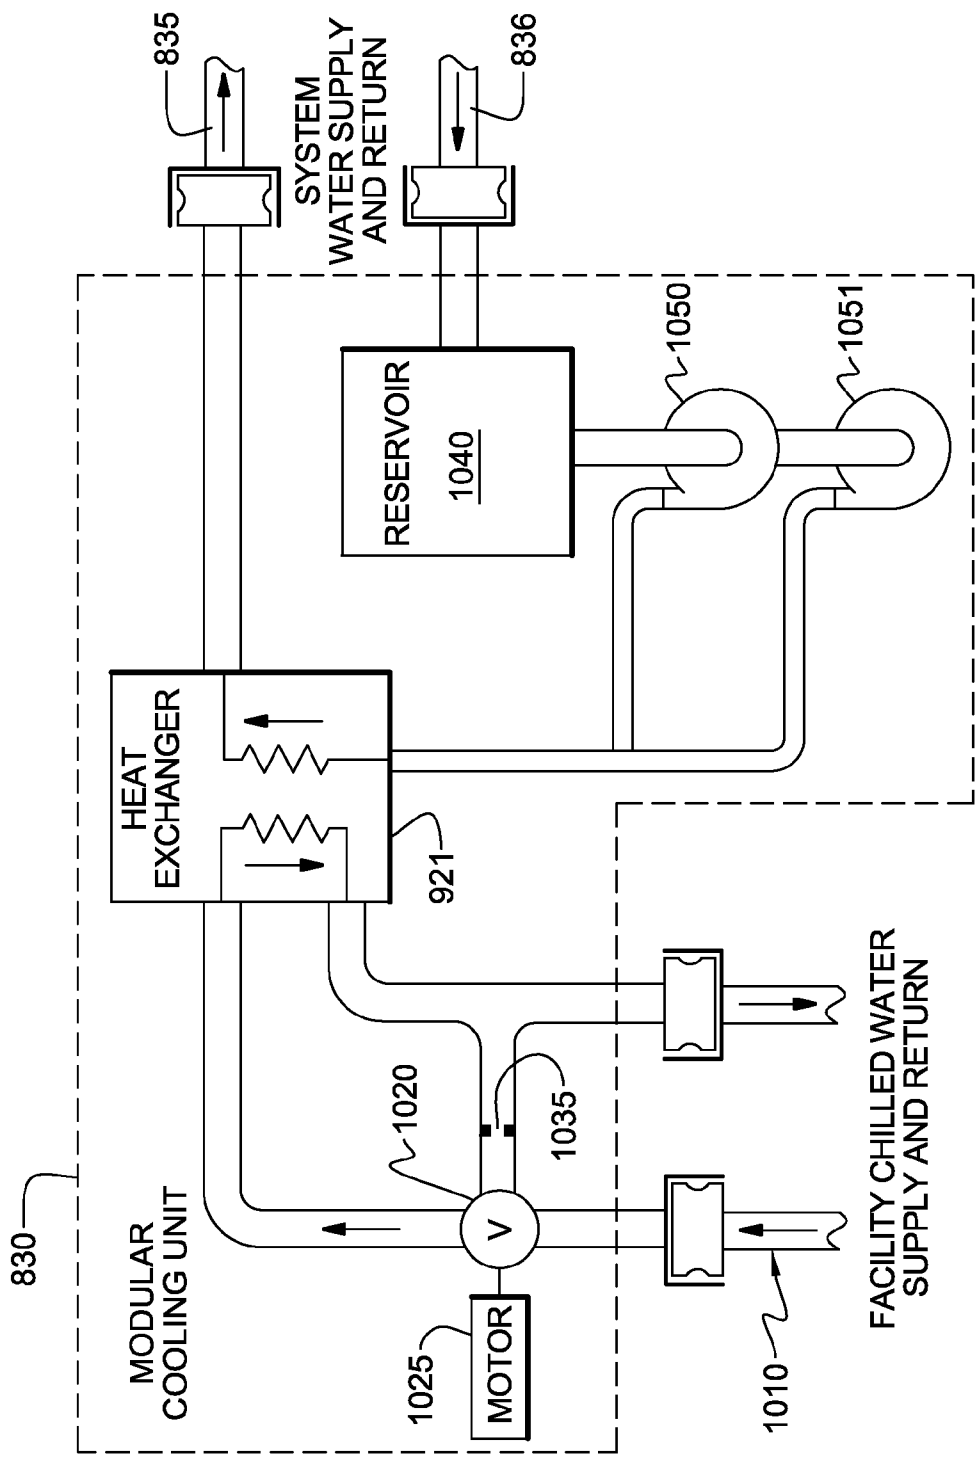 830
MODULAR
COOLING UNIT
HEAT
EXCHANGER
921
835
SYSTEM
WATER SUPPLY
AND RETURN
836
RESERVOIR
1040
1050
1051
1020
V
1035
1025
MOTOR
1010
FACILITY CHILLED WATER
SUPPLY AND RETURN